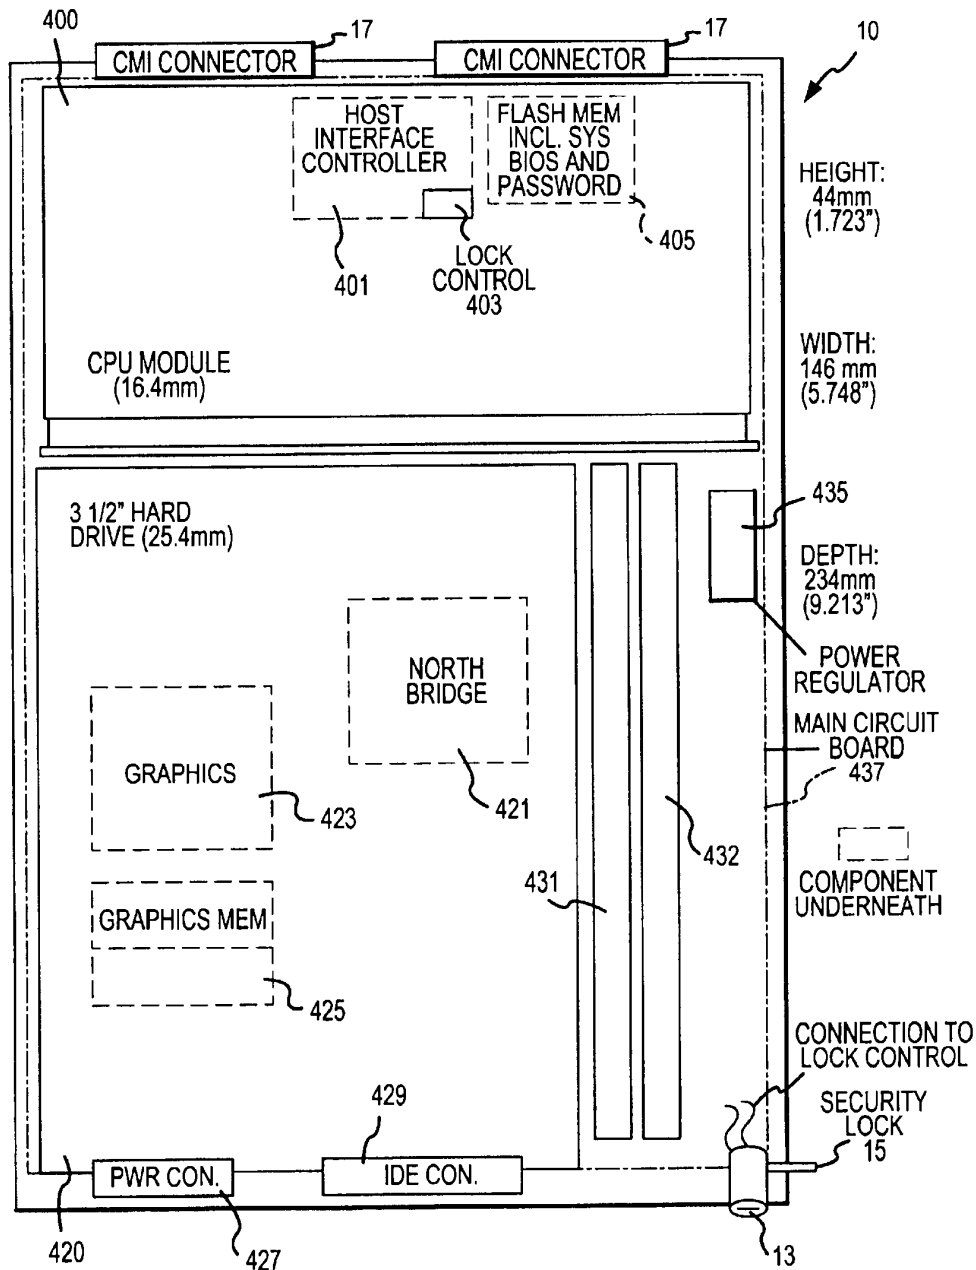 400
CMI CONNECTOR
17
CMI CONNECTOR
17
10
HOST
INTERFACE
CONTROLLER
FLASH MEM
INCL. SYS
BIOS AND
PASSWORD
401
LOCK
CONTROL
403
405
CPU MODULE
(16.4mm)
HEIGHT:
44mm
(1.723")
WIDTH:
146 mm
(5.748")
DEPTH:
234mm
(9.213")
3 1/2" HARD
DRIVE (25.4mm)
435
POWER
REGULATOR
NORTH
BRIDGE
421
GRAPHICS
423
MAIN CIRCUIT
BOARD
437
431
432
GRAPHICS MEM
425
COMPONENT
UNDERNEATH
CONNECTION TO
LOCK CONTROL
SECURITY
LOCK
15
429
PWR CON.
IDE CON.
420
427
13